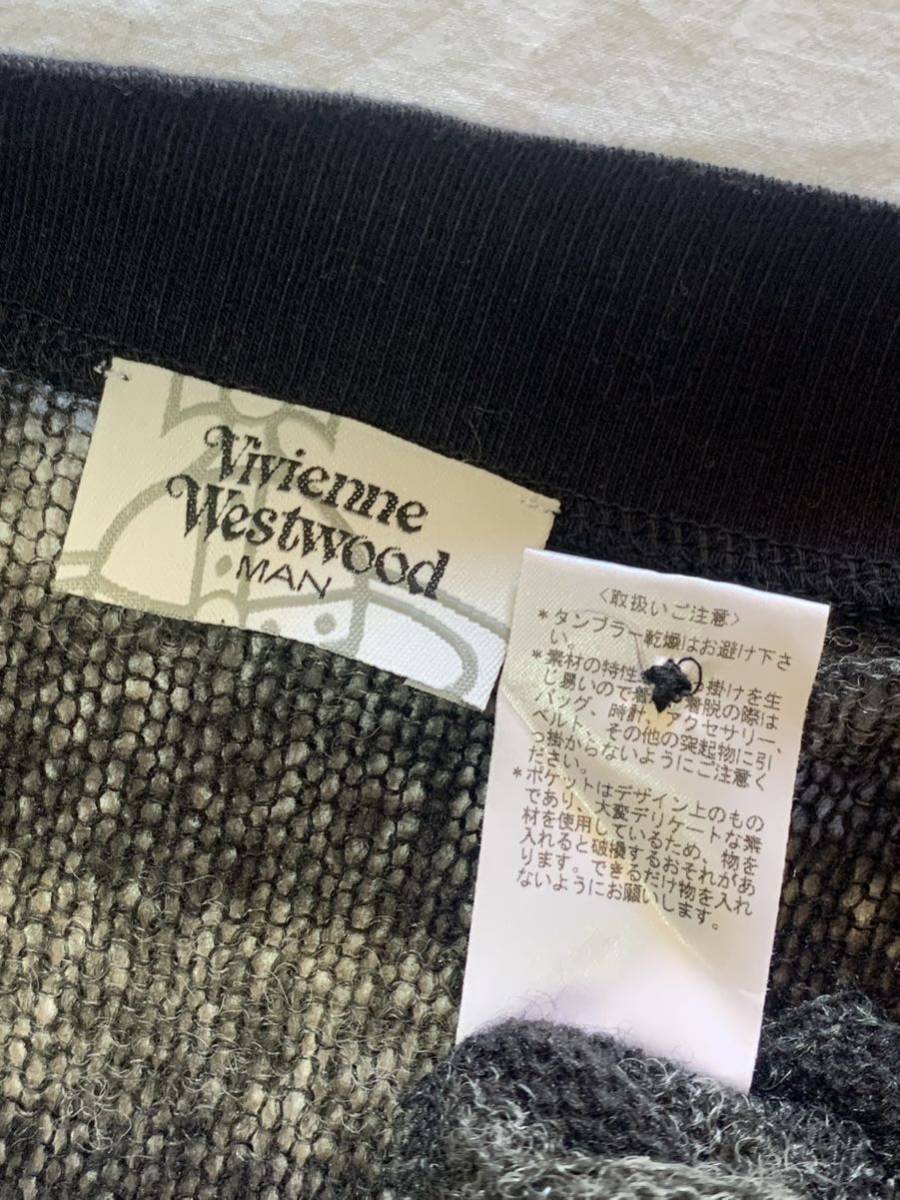 Vivienne
Westwood
MAN
〈取扱いご注意〉
*タンブラー乾燥はお避け下さ
い。
*素材の特性 っ掛けを生
じ易いので着 着脱の際は
バッグ、時計、アクセサリー、
ベルト、その他の突起物に引
っ掛からないようにご注意く
ださい。
*ポケットはデザイン上のもの
であり、大変デリケートな素
材を使用しているため、物を
入れると破損するおそれがあ
ります。できるだけ物を入れ
ないようにお願いします。